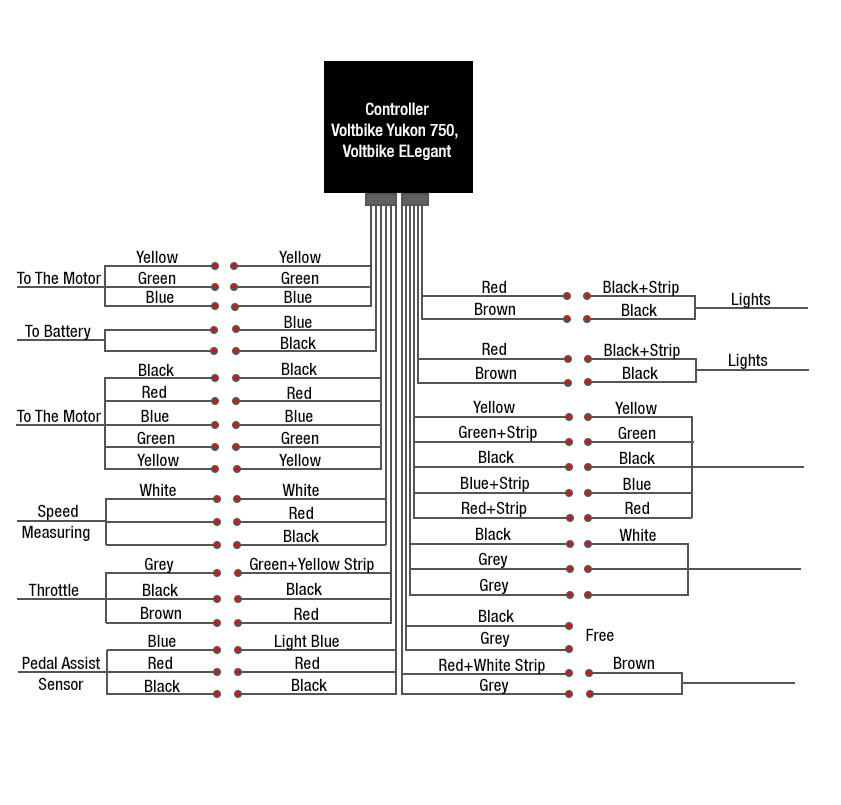 Controller
Voltbike Yukon 750,
Voltbike ELegant
To The Motor
Yellow Yellow
Green Green
Blue Blue
To Battery
Blue
Black
To The Motor
Black Black
Red Red
Blue Blue
Green Green
Yellow Yellow
Speed
Measuring
White White
Red
Black
Throttle
Grey Green+Yellow Strip
Black Black
Brown Red
Pedal Assist
Sensor
Blue Light Blue
Red Red
Black Black
Red Black+Strip
Brown Black
Lights
Red Black+Strip
Brown Black
Lights
Yellow Yellow
Green+Strip Green
Black Black
Blue+Strip Blue
Red+Strip Red
Black White
Grey
Grey
Black
Grey
Free
Red+White Strip Brown
Grey